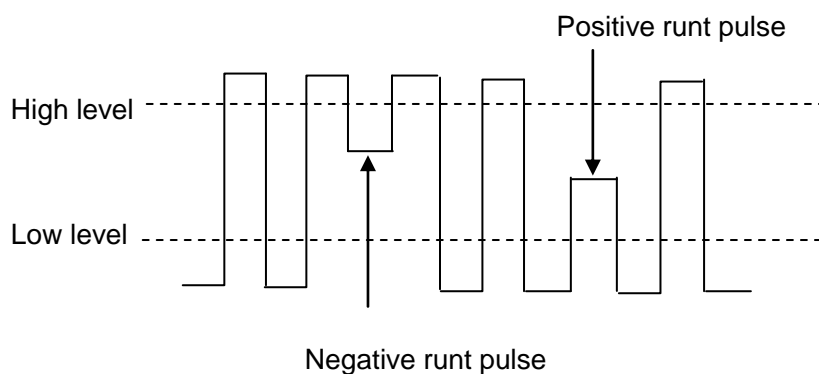 Positive runt pulse
High level
Low level
Negative runt pulse